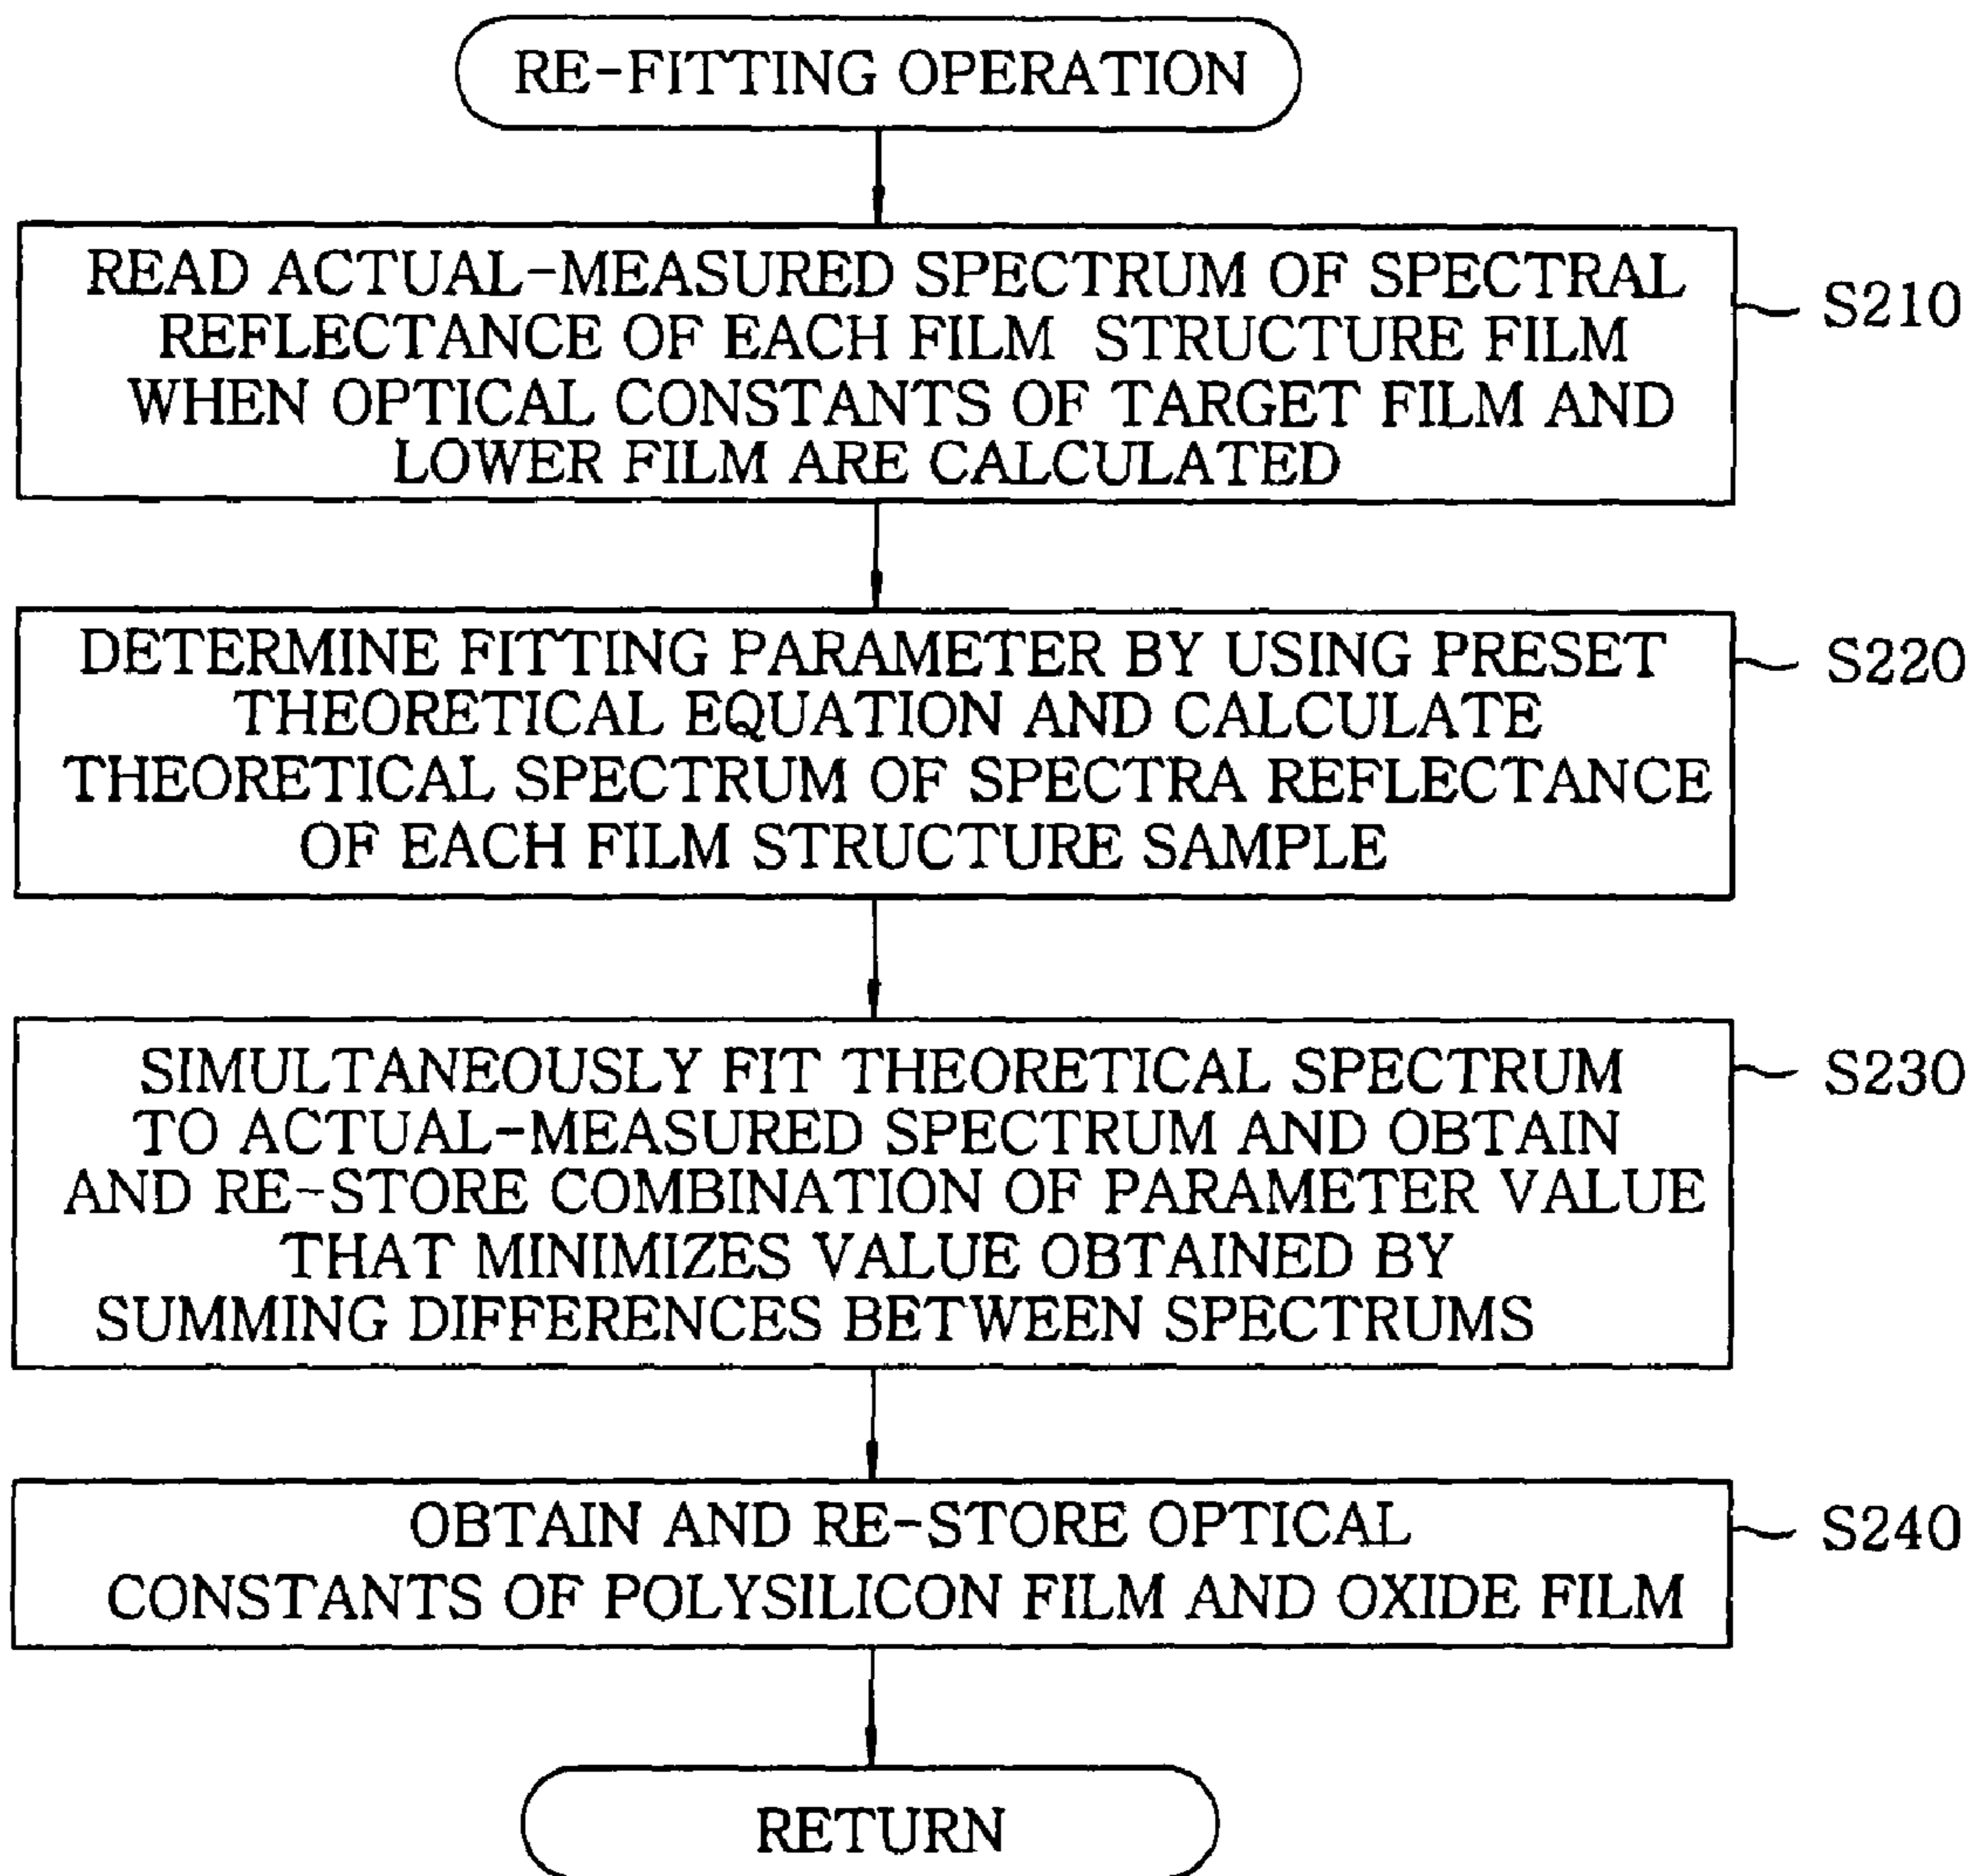 RE-FITTING OPERATION
READ ACTUAL-MEASURED SPECTRUM OF SPECTRAL
REFLECTANCE OF EACH FILM STRUCTURE FILM
WHEN OPTICAL CONSTANTS OF TARGET FILM AND
LOWER FILM ARE CALCULATED
S210
DETERMINE FITTING PARAMETER BY USING PRESET
THEORETICAL EQUATION AND CALCULATE
THEORETICAL SPECTRUM OF SPECTRA REFLECTANCE
OF EACH FILM STRUCTURE SAMPLE
S220
SIMULTANEOUSLY FIT THEORETICAL SPECTRUM
TO ACTUAL-MEASURED SPECTRUM AND OBTAIN
AND RE-STORE COMBINATION OF PARAMETER VALUE
THAT MINIMIZES VALUE OBTAINED BY
SUMMING DIFFERENCES BETWEEN SPECTRUMS
S230
OBTAIN AND RE-STORE OPTICAL
CONSTANTS OF POLYSILICON FILM AND OXIDE FILM
S240
RETURN